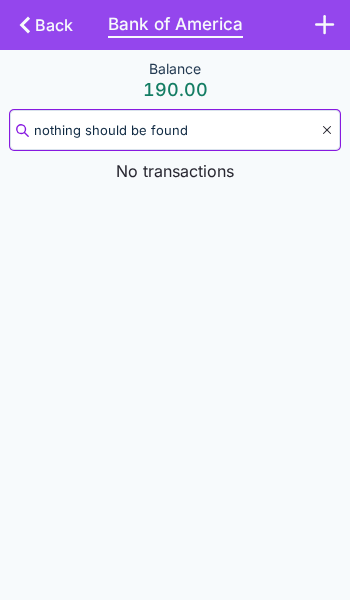 Back Bank of America
Balance
190.00
nothing should be found
No transactions